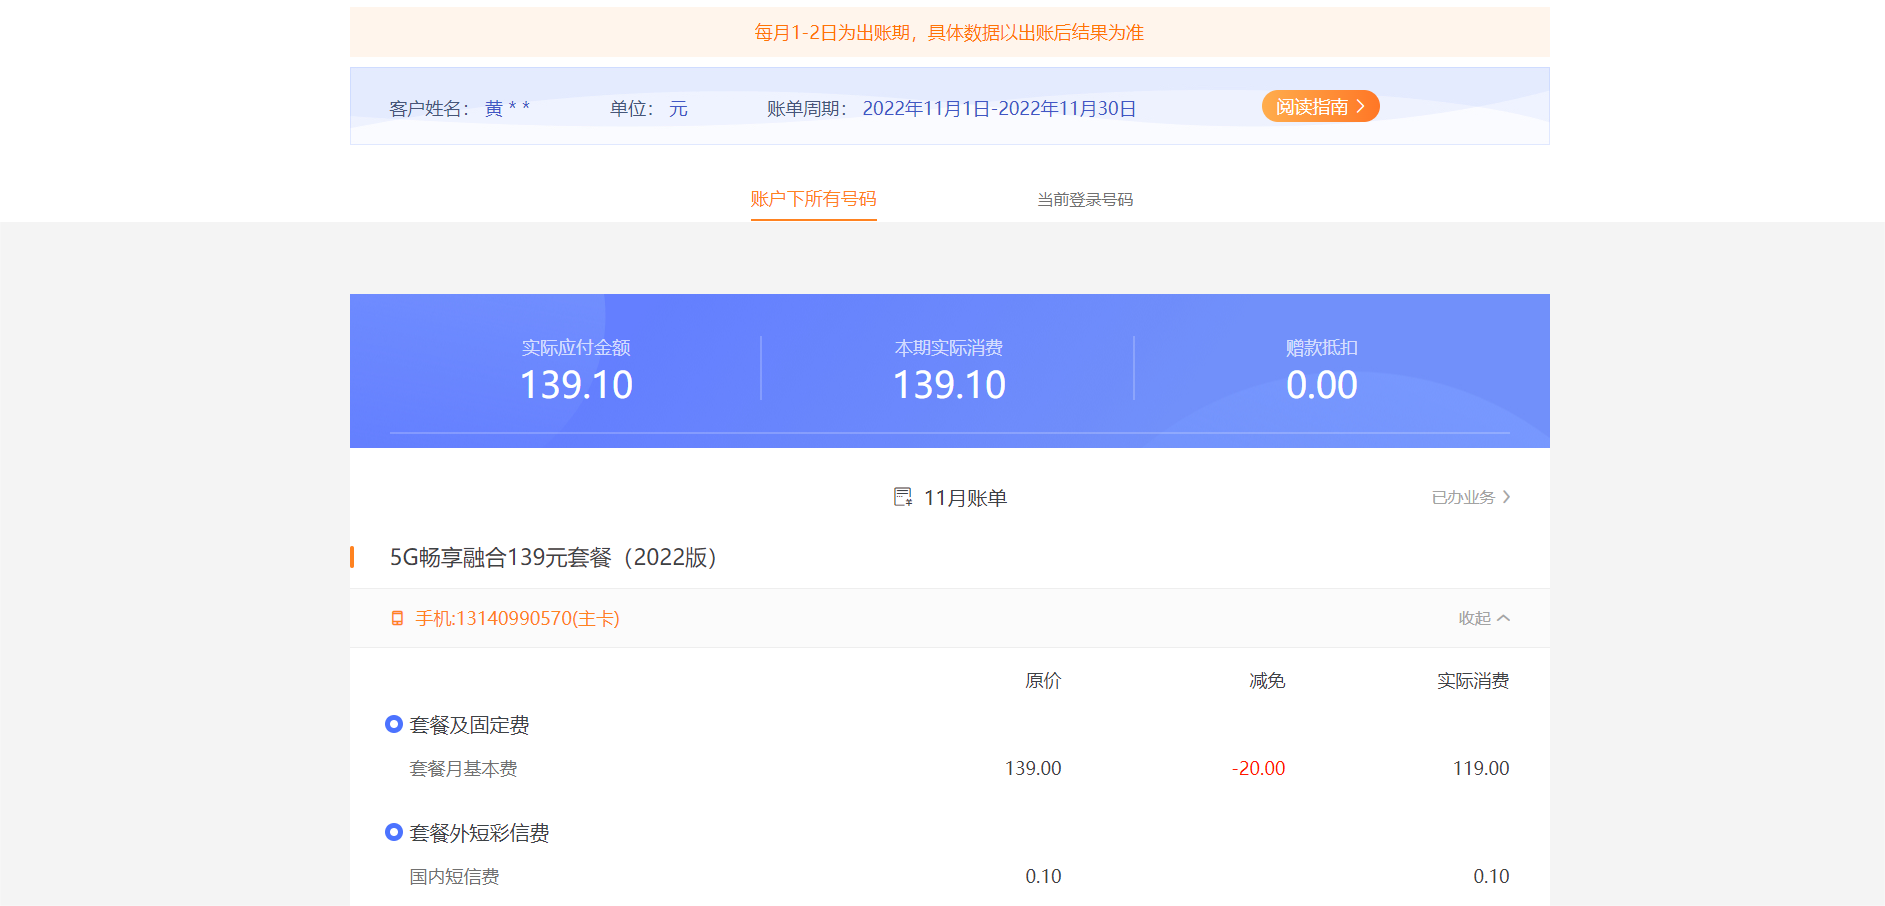 每月1-2日为出账期，具体数据以出账后结果为准
客户姓名： 黄 * * 单位： 元 账单周期： 2022年11月1日-2022年11月30日 阅读指南
账户下所有号码 当前登录号码
实际应付金额 本期实际消费 赠款抵扣
139.10 139.10 0.00
11月账单 已办业务
5G畅享融合139元套餐（2022版）
手机:13140990570(主卡) 收起
原价 减免 实际消费
套餐及固定费
套餐月基本费 139.00 -20.00 119.00
套餐外短彩信费
国内短信费 0.10 0.10